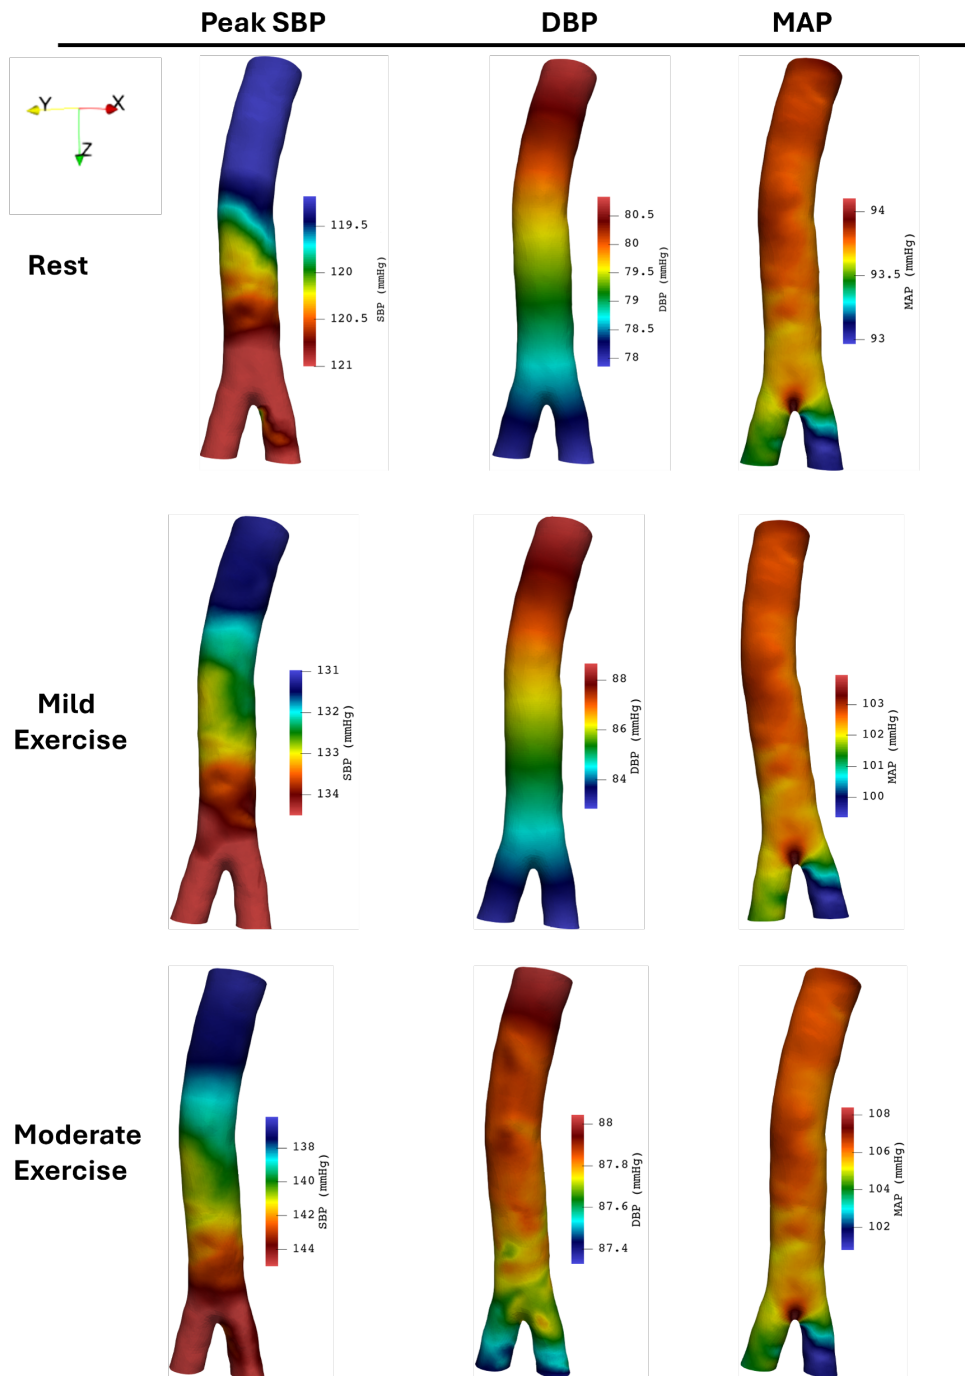 Peak SBP DBP MAP
Y X
Z
Rest
119.5
120
120.5
121
SBP (mmHg)
80.5
80
79.5
79
78.5
78
DBP (mmHg)
94
93.5
93
MAP (mmHg)
Mild
Exercise
131
132
133
134
SBP (mmHg)
88
86
84
DBP (mmHg)
103
102
101
100
MAP (mmHg)
Moderate
Exercise
138
140
142
144
SBP (mmHg)
88
87.8
87.6
87.4
DBP (mmHg)
108
106
104
102
MAP (mmHg)